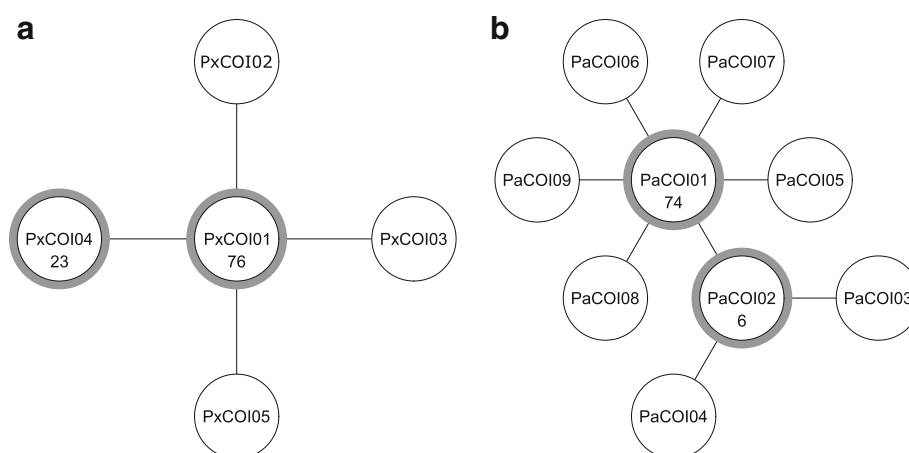 a
PxCOI02
PxCOI04
23
PxCOI01
76
PxCOI03
PxCOI05
b
PaCOI06
PaCOI07
PaCOI09
PaCOI01
74
PaCOI05
PaCOI08
PaCOI02
6
PaCOI03
PaCOI04